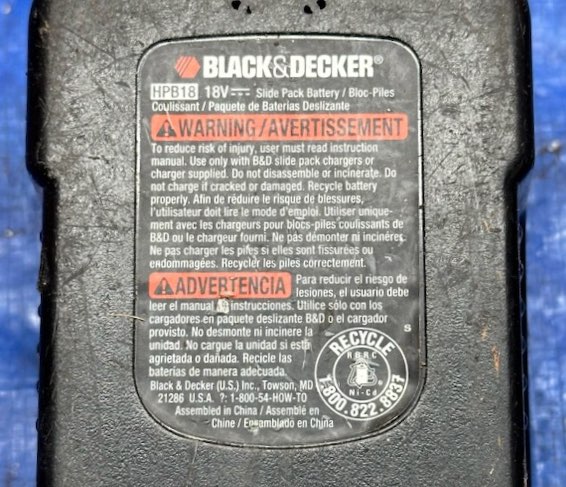 BLACK&DECKER®
HPB18 18V⎓ Slide Pack Battery / Bloc-Piles
Coulissant / Paquete de Baterias Deslizante
⚠WARNING/AVERTISSEMENT
To reduce risk of injury, user must read instruction
manual. Use only with B&D slide pack chargers or
charger supplied. Do not disassemble or incinerate. Do
not charge if cracked or damaged. Recycle battery
properly. Afin de réduire le risque de blessures,
l'utilisateur doit lire le mode d'emploi. Utiliser unique-
ment avec les chargeurs pour blocs-piles coulissants de
B&D ou le chargeur fourni. Ne pas démonter ni incinérer.
Ne pas charger les piles si elles sont fissurées ou
endommagées. Recycler les piles correctement.
⚠ADVERTENCIA Para reducir el riesgo de
lesiones, el usuario debe
leer el manual instrucciones. Utilice sólo con los
cargadores en paquete deslizante B&D o el cargador
provisto. No desmonte ni incinere la
unidad. No cargue la unidad si está
agrietada o dañada. Recicle las
baterias de manera adecuada.
Black & Decker (U.S.) Inc., Towson, MD
21286 U.S.A. ?: 1-800-54-HOW-TO
Assembled in China / Assemblé en
Chine / Ensamblado en China
S
RECYCLE
RBRC
Ni-Cd
1.800.822.8837